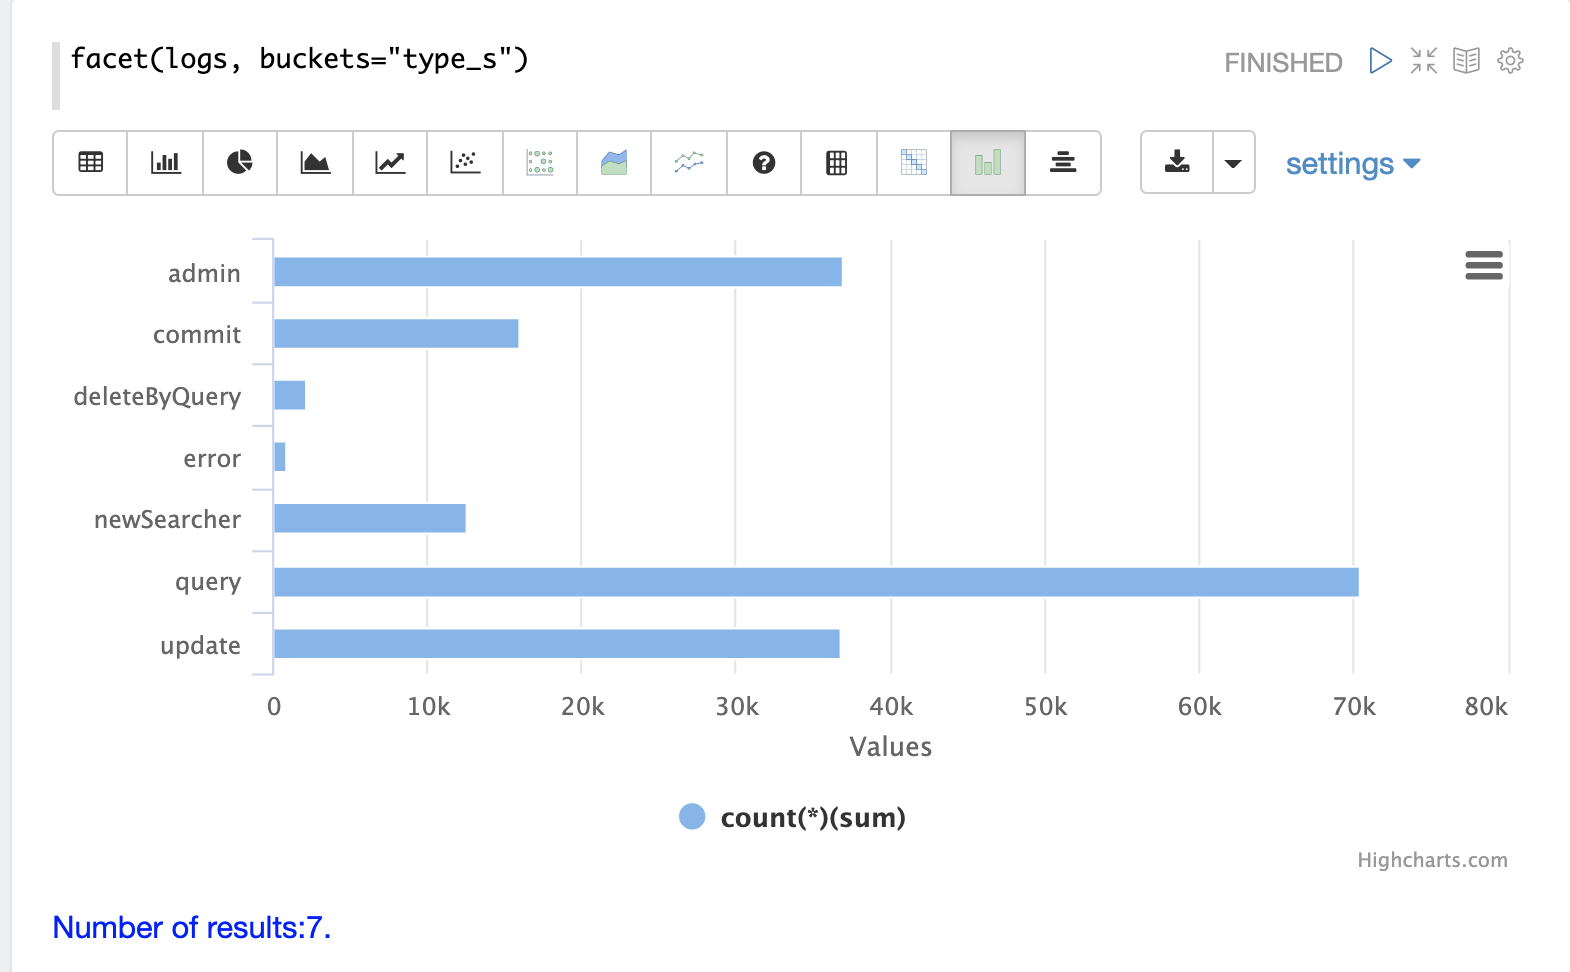 facet(logs, buckets="type_s")
FINISHED
settings
admin
commit
deleteByQuery
error
newSearcher
query
update
0 10k 20k 30k 40k 50k 60k 70k 80k
Values
count(*)(sum)
Highcharts.com
Number of results:7.